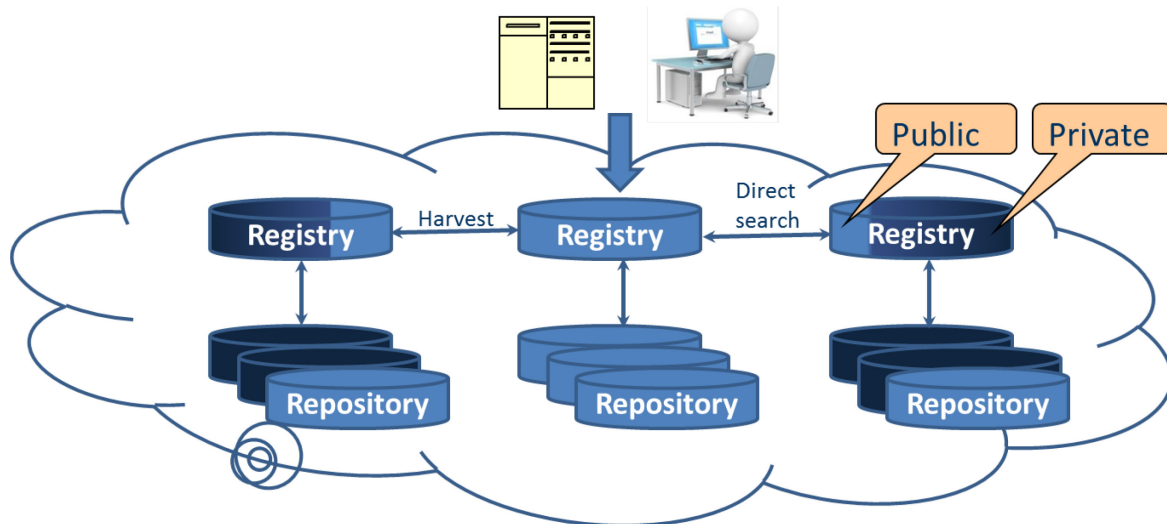 Public
Private
Direct
search
Harvest
Registry
Registry
Registry
Repository
Repository
Repository